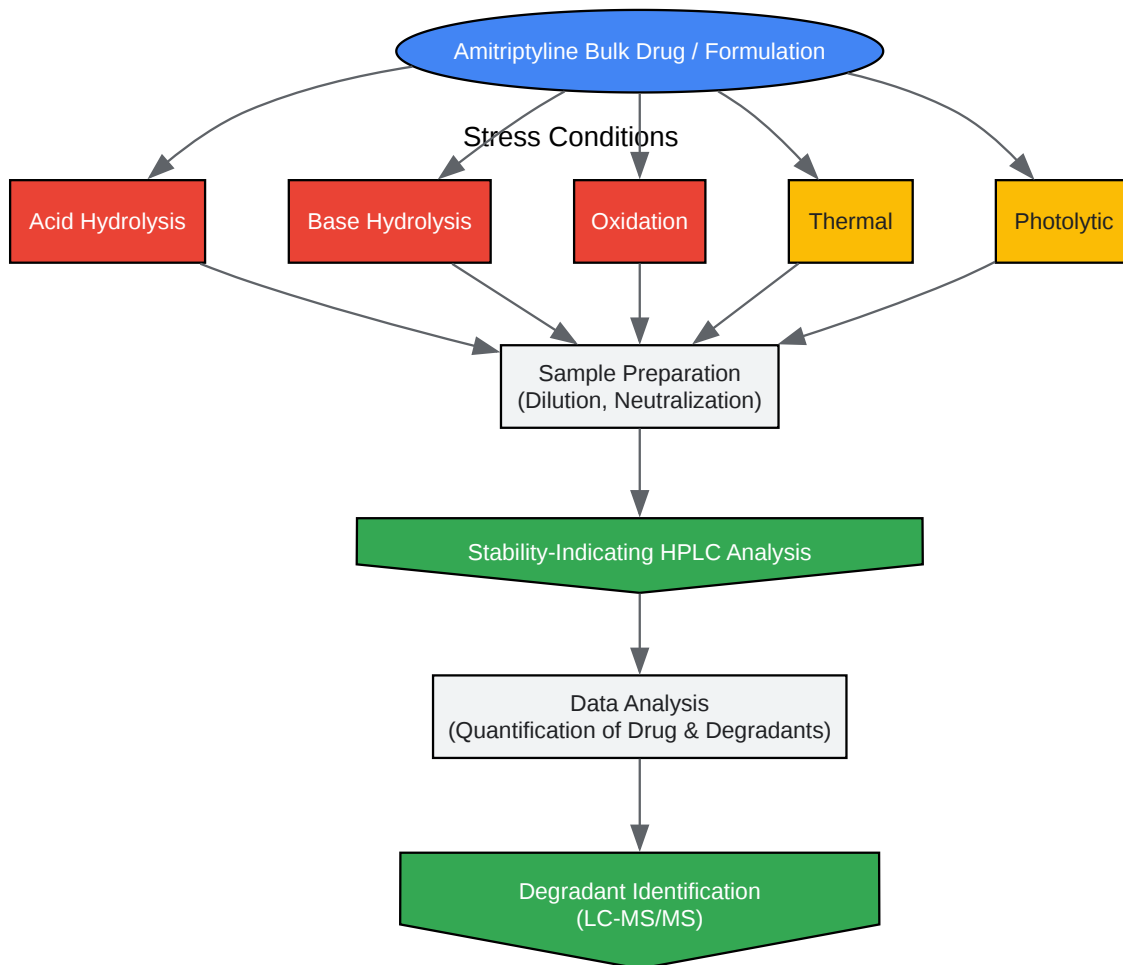 Amitriptyline Bulk Drug / Formulation
Stress Conditions
Acid Hydrolysis
Base Hydrolysis
Oxidation
Thermal
Photolytic
Sample Preparation
(Dilution, Neutralization)
Stability-Indicating HPLC Analysis
Data Analysis
(Quantification of Drug & Degradants)
Degradant Identification
(LC-MS/MS)